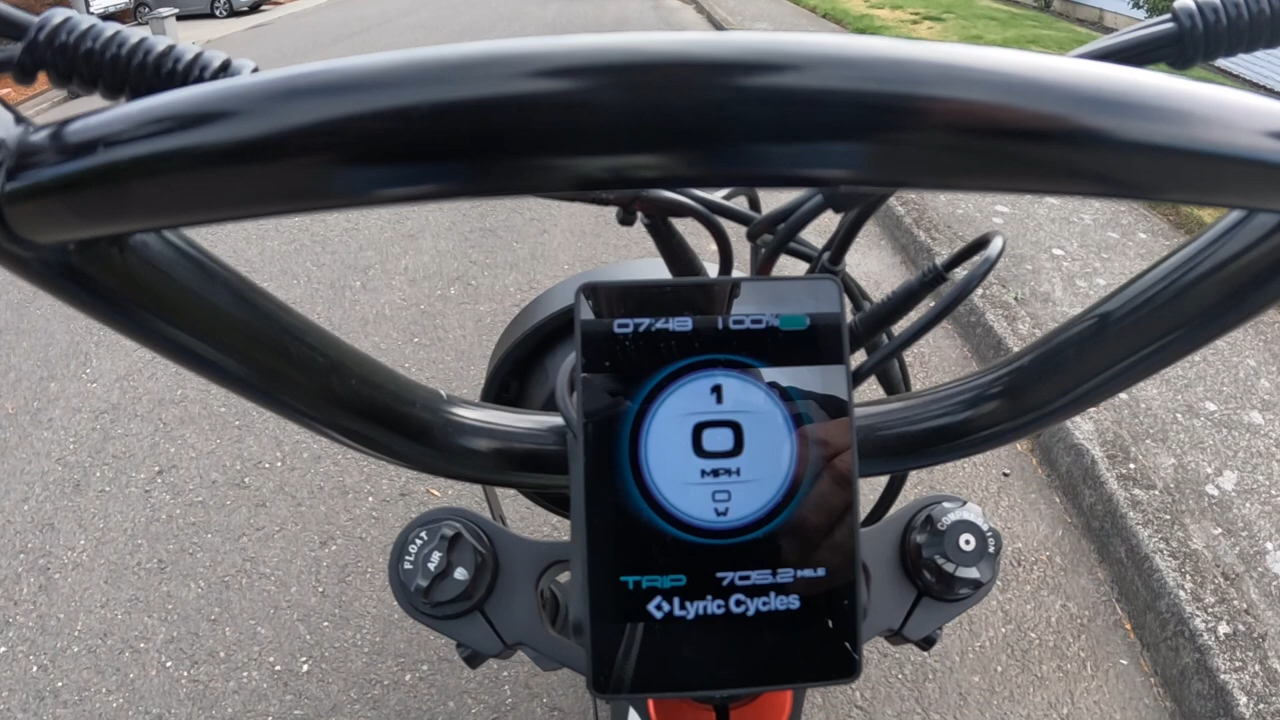 07:48 100%
1
0
MPH
0
W
TRIP 705.2 MILE
Lyric Cycles
FLOAT
AIR
COMPRESSION